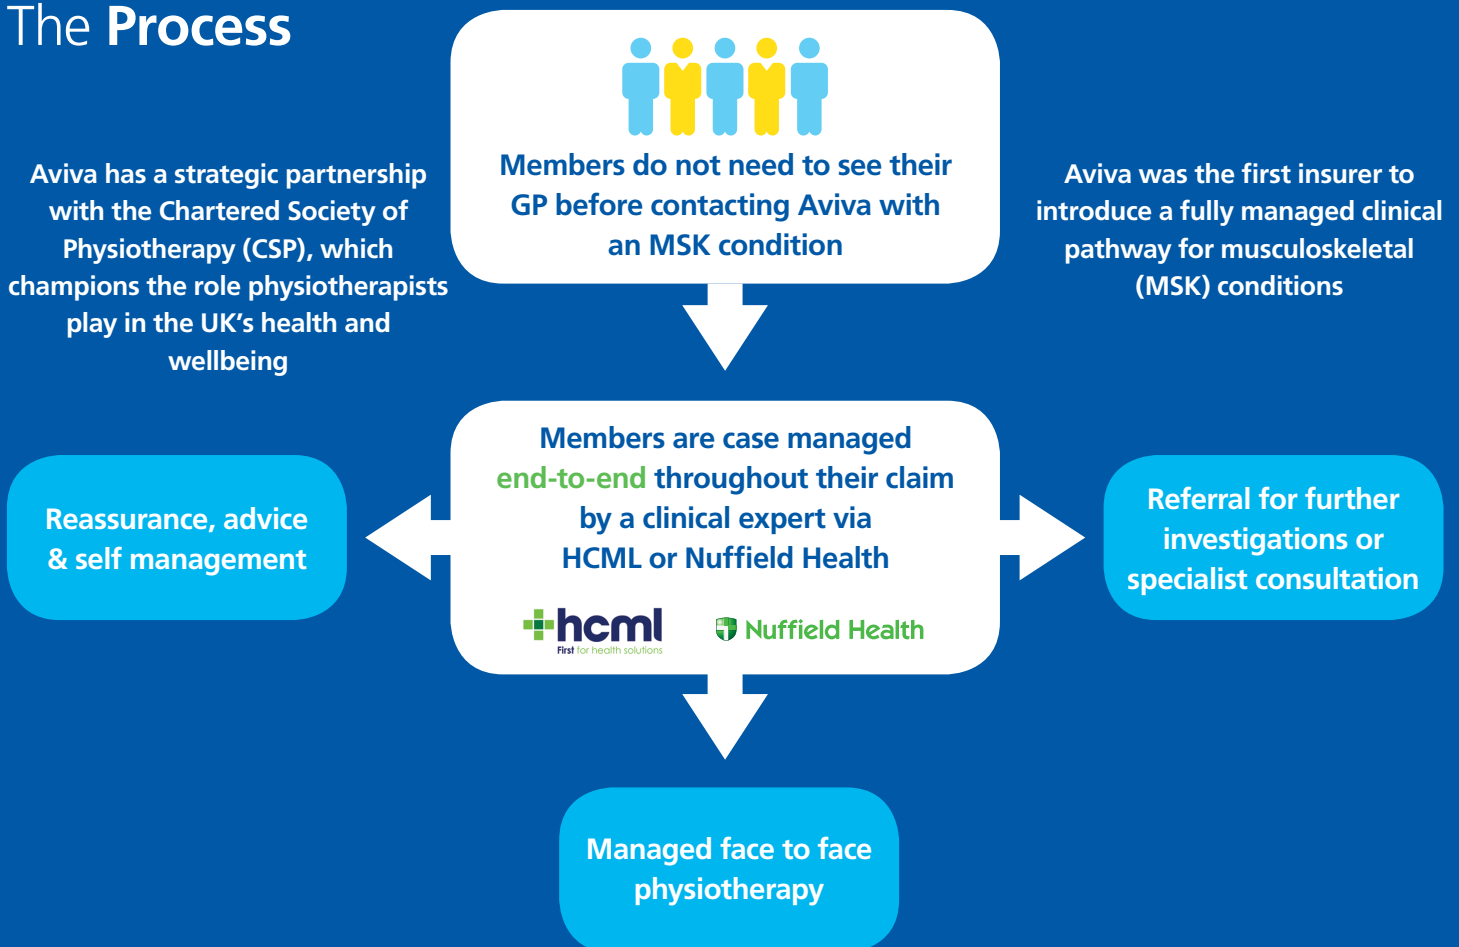 The Process
Members do not need to see their
GP before contacting Aviva with
an MSK condition
Aviva has a strategic partnership
with the Chartered Society of
Physiotherapy (CSP), which
champions the role physiotherapists
play in the UK’s health and
wellbeing
Aviva was the first insurer to
introduce a fully managed clinical
pathway for musculoskeletal
(MSK) conditions
Members are case managed
end-to-end throughout their claim
by a clinical expert via
HCML or Nuffield Health
hcml
First for health solutions
Nuffield Health
Reassurance, advice
& self management
Referral for further
investigations or
specialist consultation
Managed face to face
physiotherapy